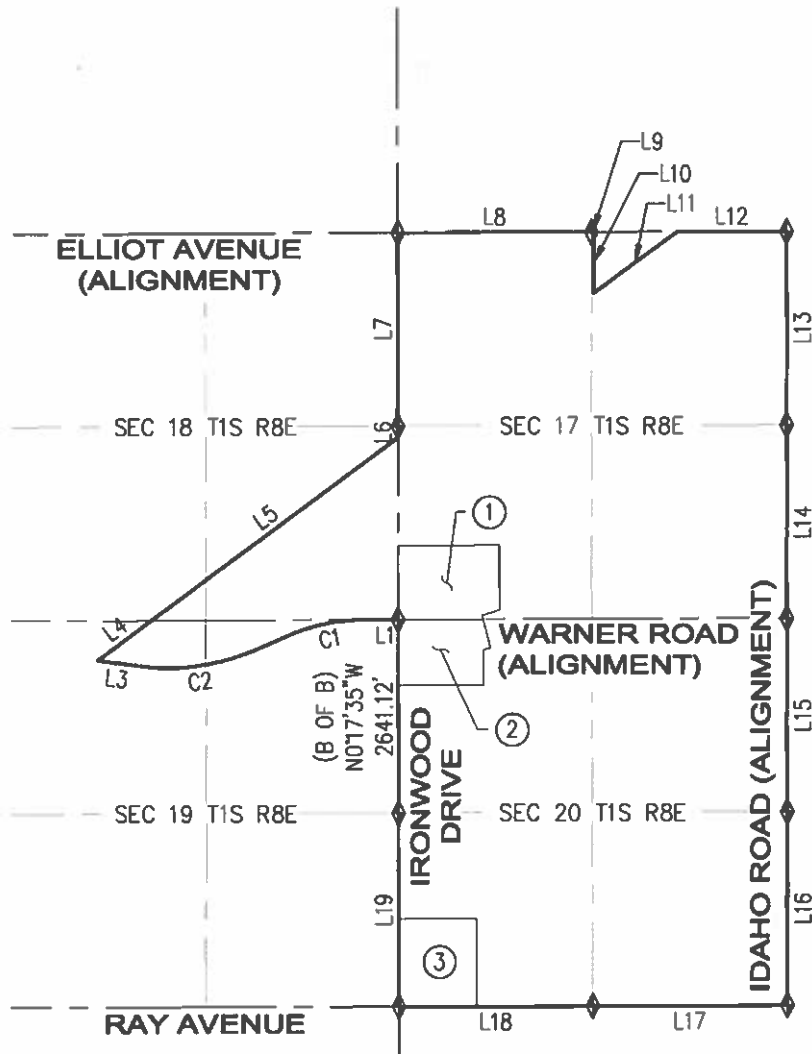 L9
L10
L11
L8
L12
ELLIOT AVENUE
(ALIGNMENT)
L7
L13
SEC 18 T1S R8E
L6
SEC 17 T1S R8E
L5
1
L14
L4
C1
L1
WARNER ROAD
(ALIGNMENT)
L3
C2
(B OF B)
N0°17'35"W
2641.12'
2
L15
IRONWOOD
DRIVE
IDAHO ROAD (ALIGNMENT)
SEC 19 T1S R8E
SEC 20 T1S R8E
L19
L16
3
RAY AVENUE
L18
L17